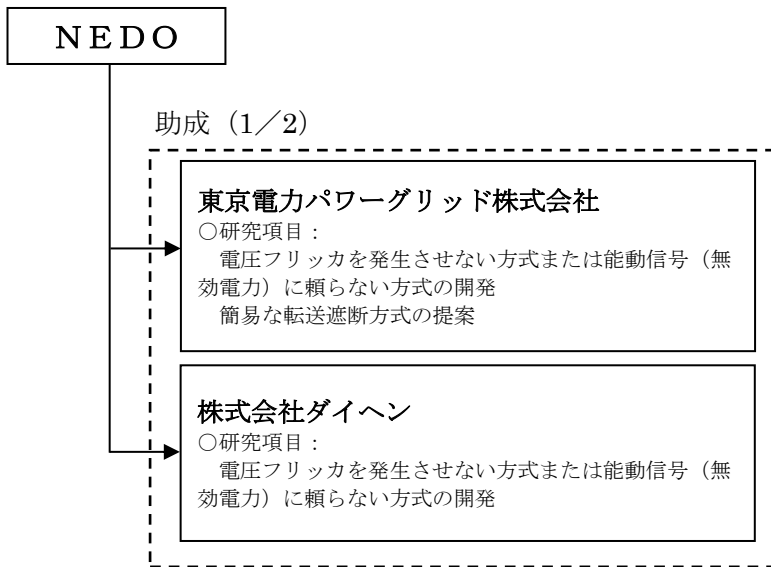 NEDO
助成（1／2）
東京電力パワーグリッド株式会社
○研究項目：
　電圧フリッカを発生させない方式または能動信号（無
効電力）に頼らない方式の開発
　簡易な転送遮断方式の提案
株式会社ダイヘン
○研究項目：
　電圧フリッカを発生させない方式または能動信号（無
効電力）に頼らない方式の開発